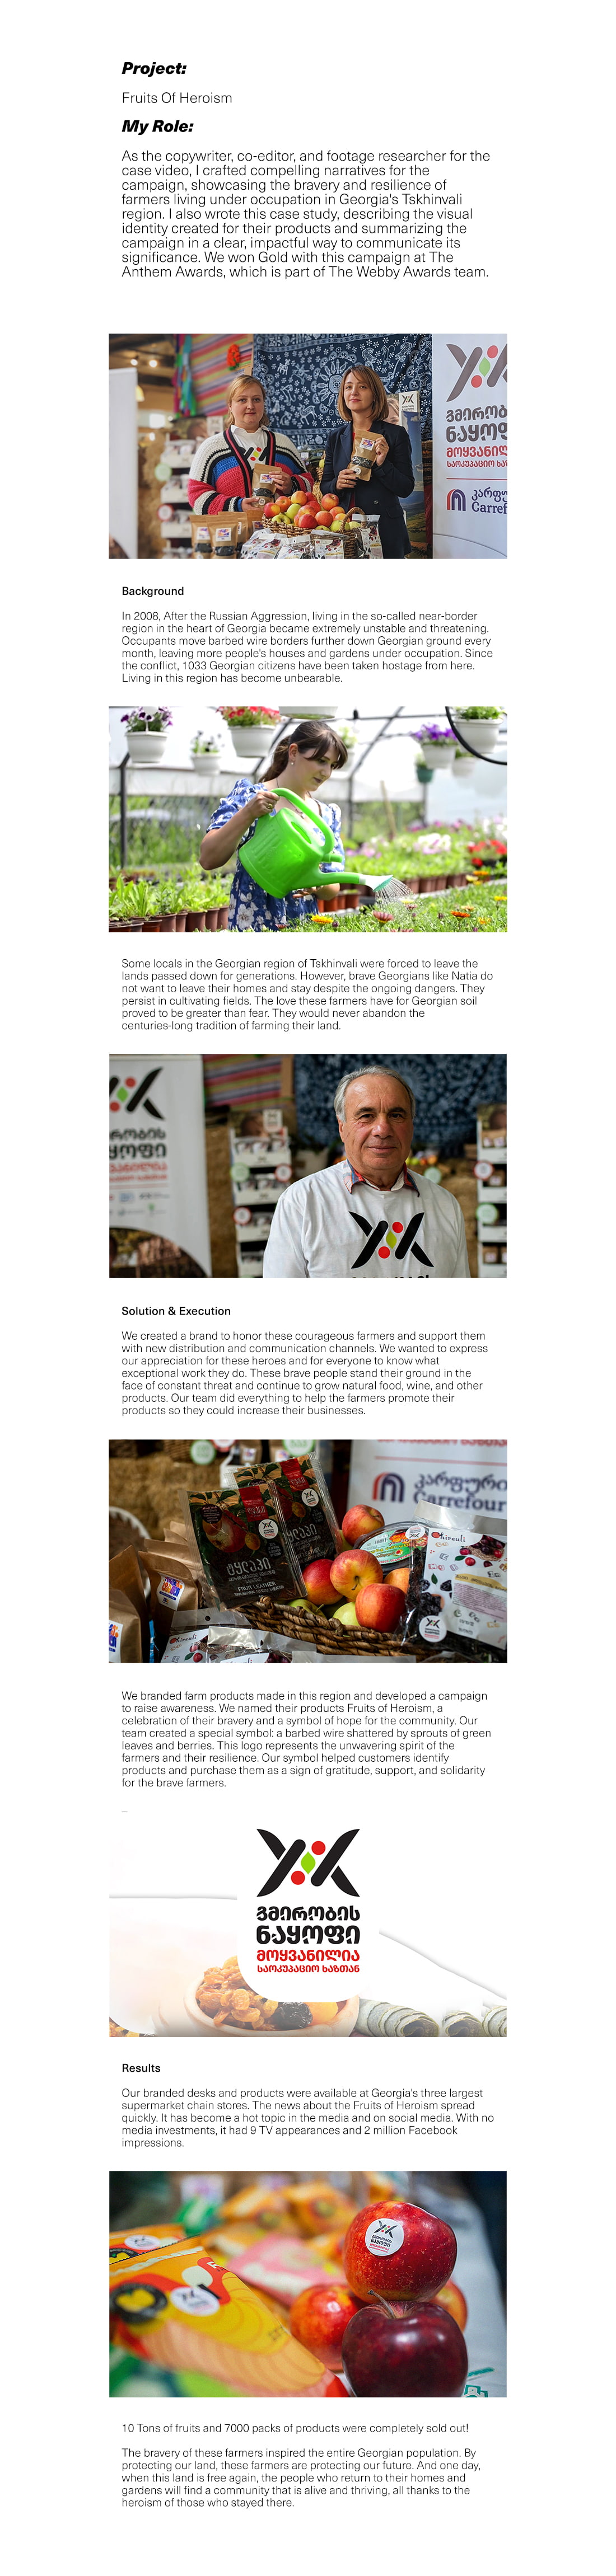 Project:
Fruits Of Heroism
My Role:
As the copywriter, co-editor, and footage researcher for the
case video, I crafted compelling narratives for the
campaign, showcasing the bravery and resilience of
farmers living under occupation in Georgia's Tskhinvali
region. I also wrote this case study, describing the visual
identity created for their products and summarizing the
campaign in a clear, impactful way to communicate its
significance. We won Gold with this campaign at The
Anthem Awards, which is part of The Webby Awards team.
კარფუ
Carref
Background
In 2008, After the Russian Aggression, living in the so-called near-border
region in the heart of Georgia became extremely unstable and threatening.
Occupants move barbed wire borders further down Georgian ground every
month, leaving more people's houses and gardens under occupation. Since
the conflict, 1033 Georgian citizens have been taken hostage from here.
Living in this region has become unbearable.
Some locals in the Georgian region of Tskhinvali were forced to leave the
lands passed down for generations. However, brave Georgians like Natia do
not want to leave their homes and stay despite the ongoing dangers. They
persist in cultivating fields. The love these farmers have for Georgian soil
proved to be greater than fear. They would never abandon the
centuries-long tradition of farming their land.
Solution & Execution
We created a brand to honor these courageous farmers and support them
with new distribution and communication channels. We wanted to express
our appreciation for these heroes and for everyone to know what
exceptional work they do. These brave people stand their ground in the
face of constant threat and continue to grow natural food, wine, and other
products. Our team did everything to help the farmers promote their
products so they could increase their businesses.
ტყლაპი
FRUIT LEATHER
Chireuli
We branded farm products made in this region and developed a campaign
to raise awareness. We named their products Fruits of Heroism, a
celebration of their bravery and a symbol of hope for the community. Our
team created a special symbol: a barbed wire shattered by sprouts of green
leaves and berries. This logo represents the unwavering spirit of the
farmers and their resilience. Our symbol helped customers identify
products and purchase them as a sign of gratitude, support, and solidarity
for the brave farmers.
გმირობის
ნაყოფი
მოყვანილია
საოკუპაციო ხაზთან
Results
Our branded desks and products were available at Georgia's three largest
supermarket chain stores. The news about the Fruits of Heroism spread
quickly. It has become a hot topic in the media and on social media. With no
media investments, it had 9 TV appearances and 2 million Facebook
impressions.
გმირობის
ნაყოფი
10 Tons of fruits and 7000 packs of products were completely sold out!
The bravery of these farmers inspired the entire Georgian population. By
protecting our land, these farmers are protecting our future. And one day,
when this land is free again, the people who return to their homes and
gardens will find a community that is alive and thriving, all thanks to the
heroism of those who stayed there.